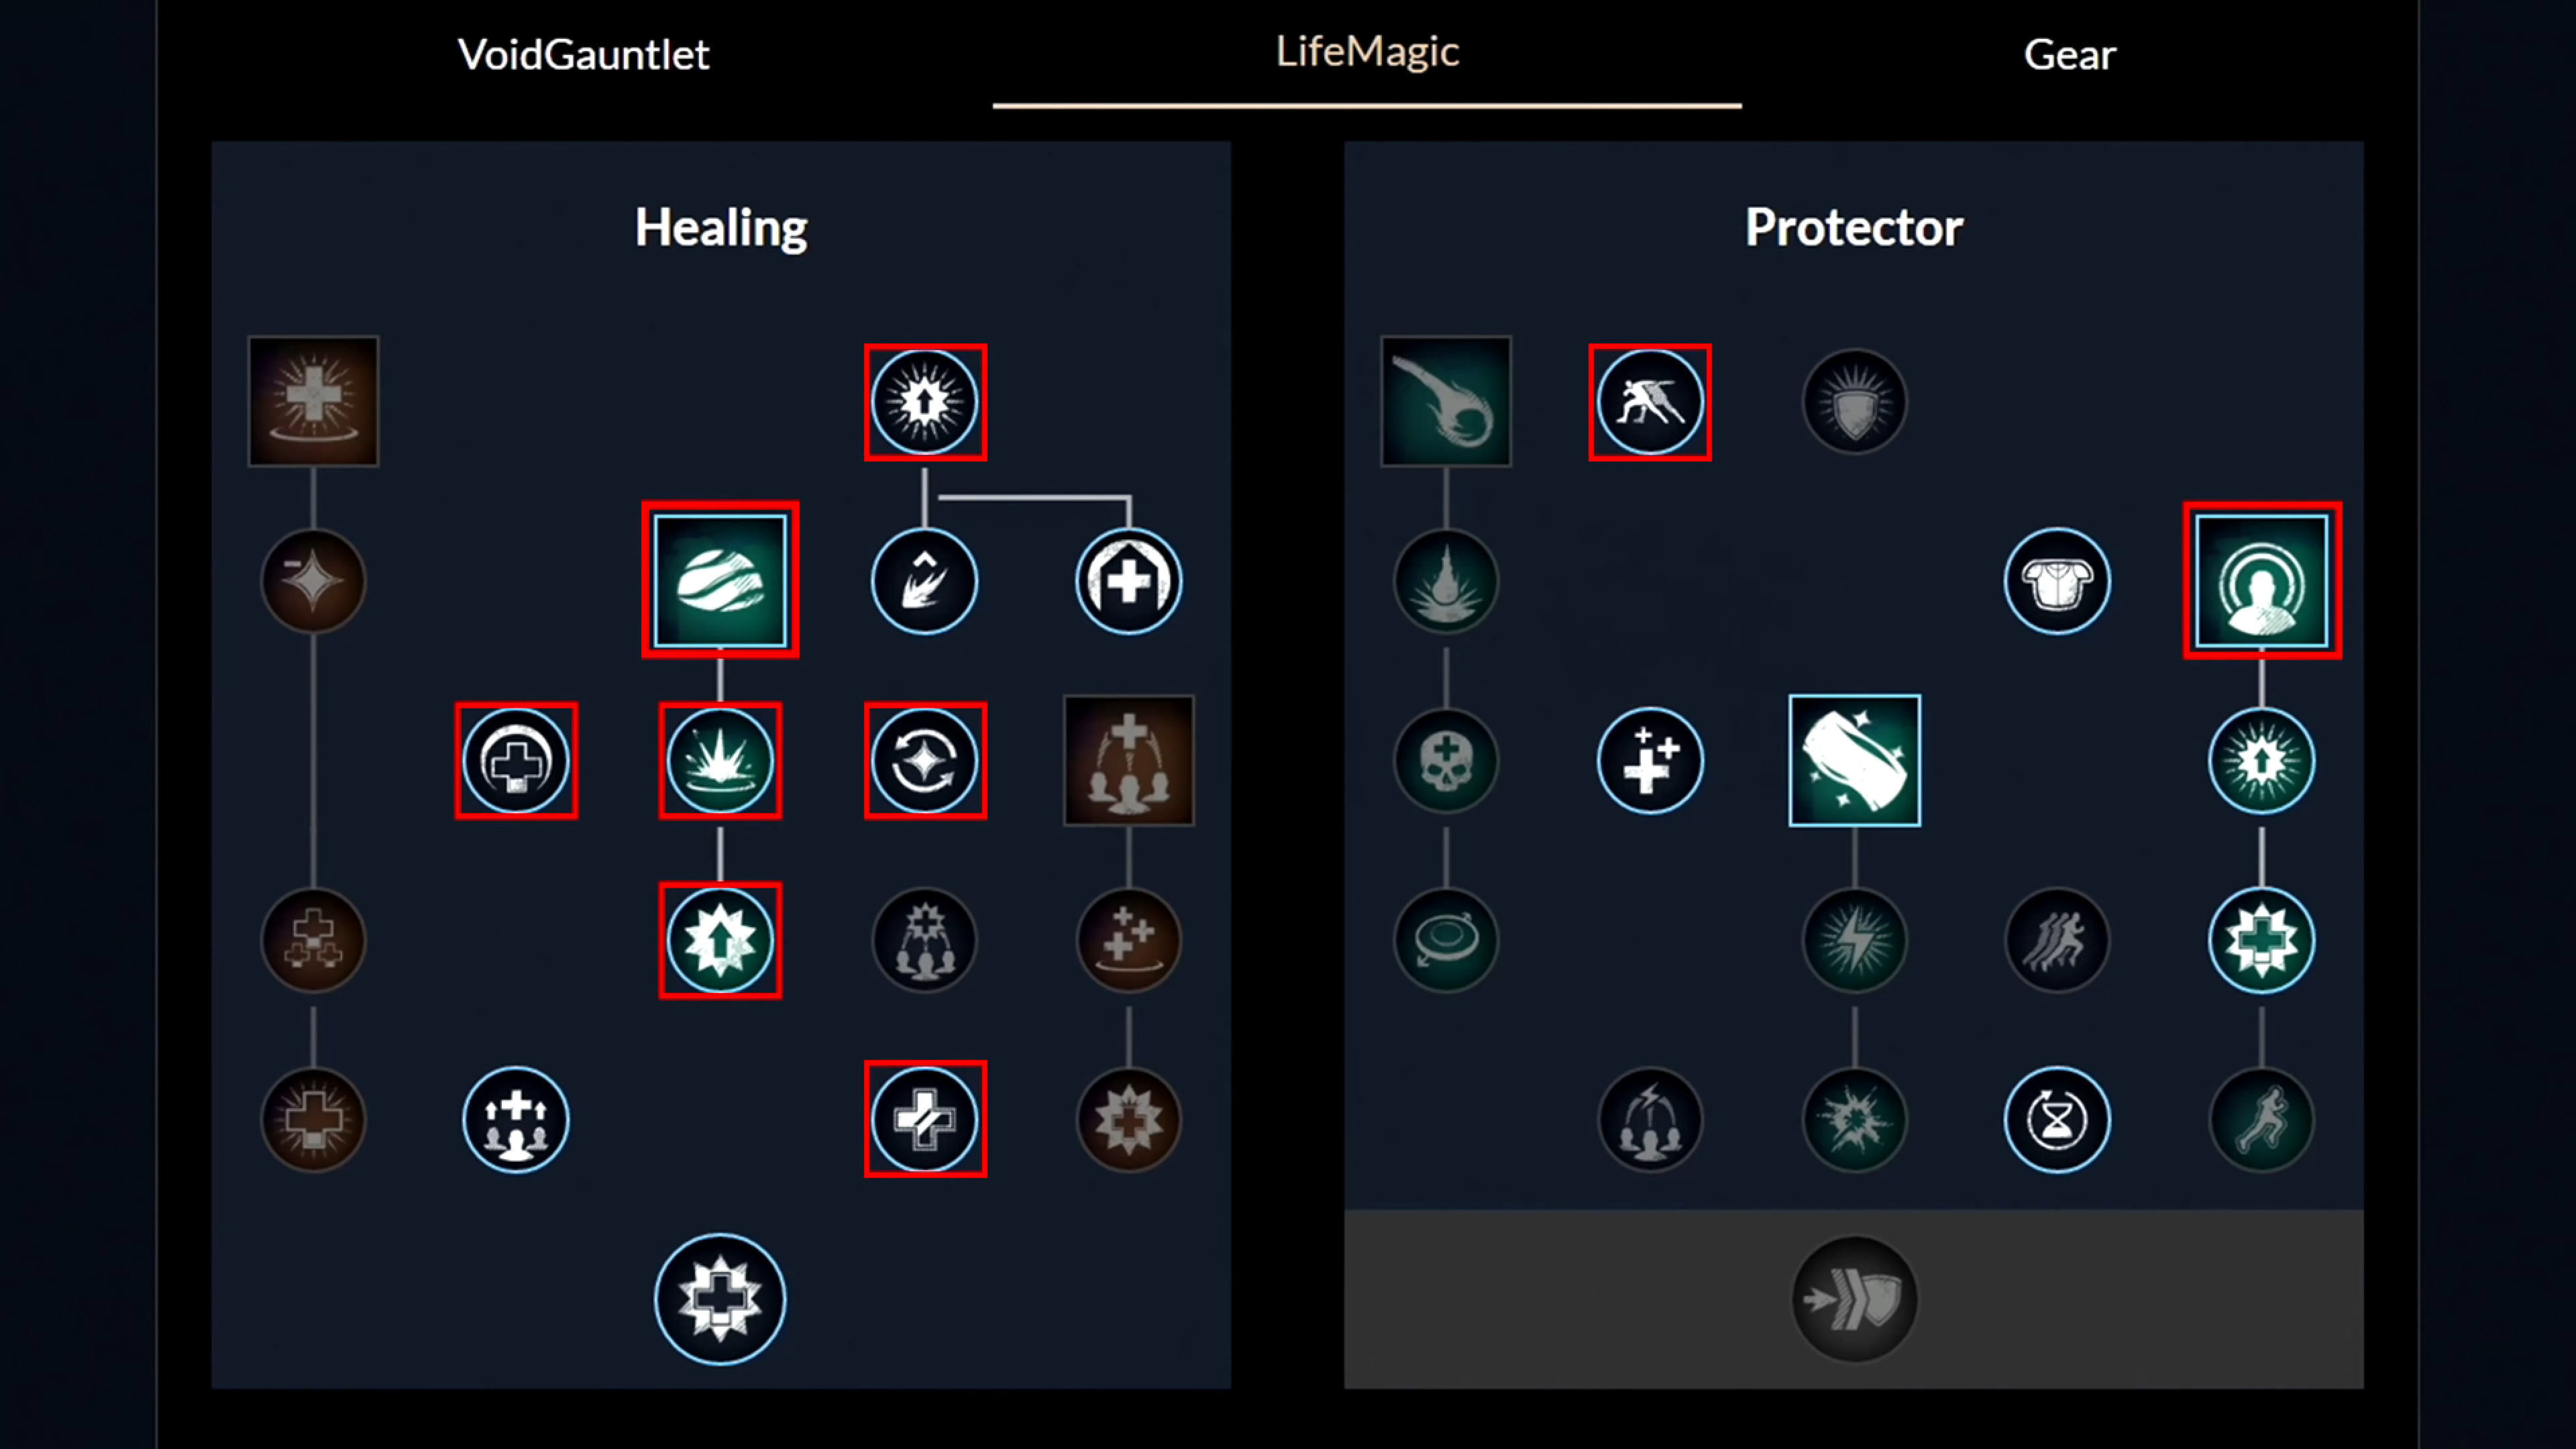 VoidGauntlet
LifeMagic
Gear
Healing
Protector